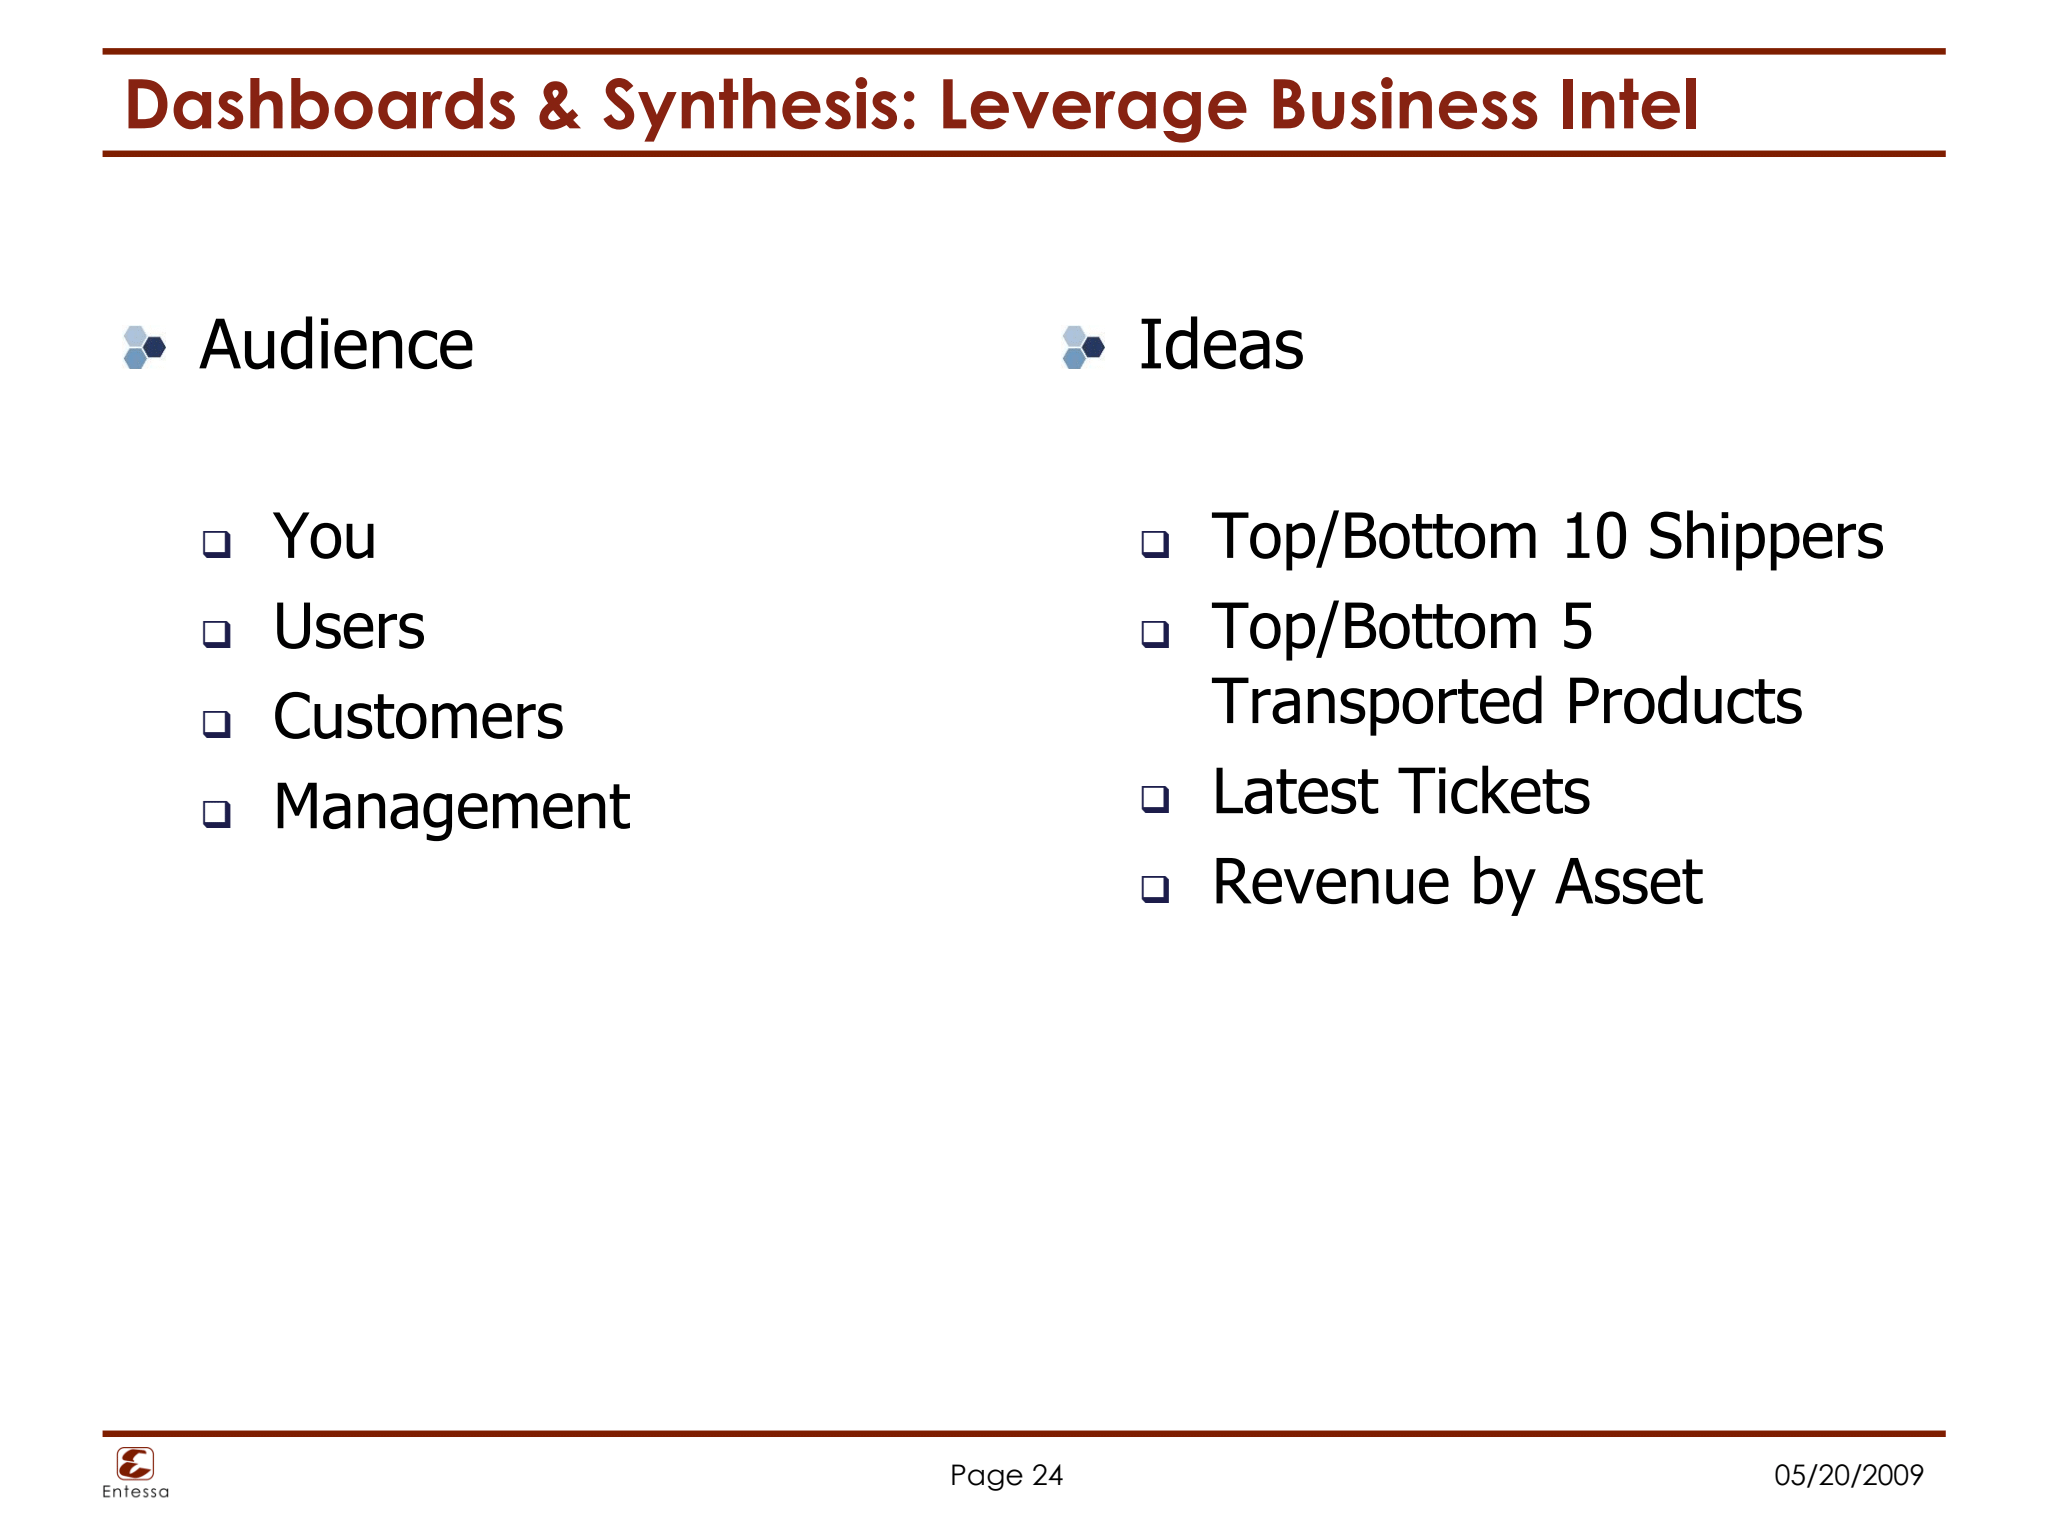 Dashboards & Synthesis: Leverage Business Intel
Audience
You
Users
Customers
Management
Ideas
Top/Bottom 10 Shippers
Top/Bottom 5
Transported Products
Latest Tickets
Revenue by Asset
Entessa
Page 24
05/20/2009